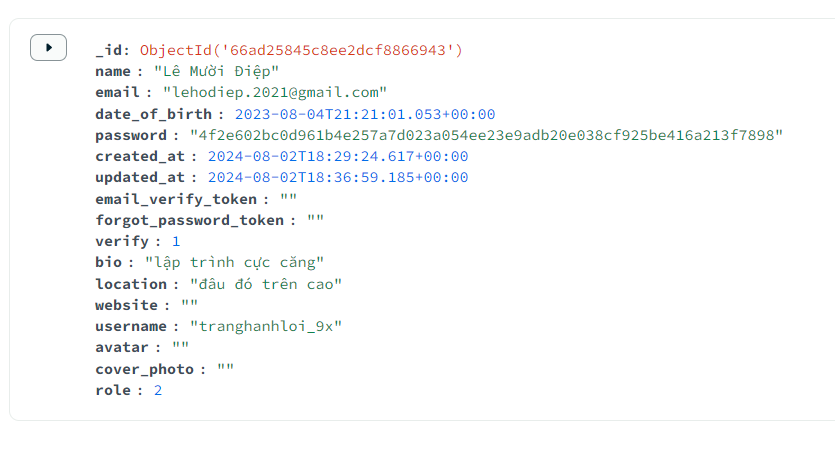 _id: ObjectId('66ad25845c8ee2dcf8866943')
name : "Lê Mười Điệp"
email : "lehodiep.2021@gmail.com"
date_of_birth : 2023-08-04T21:21:01.053+00:00
password : "4f2e602bc0d961b4e257a7d023a054ee23e9adb20e038cf925be416a213f7898"
created_at : 2024-08-02T18:29:24.617+00:00
updated_at : 2024-08-02T18:36:59.185+00:00
email_verify_token : ""
forgot_password_token : ""
verify : 1
bio : "lập trình cực căng"
location : "đâu đó trên cao"
website : ""
username : "tranghanhloi_9x"
avatar : ""
cover_photo : ""
role : 2